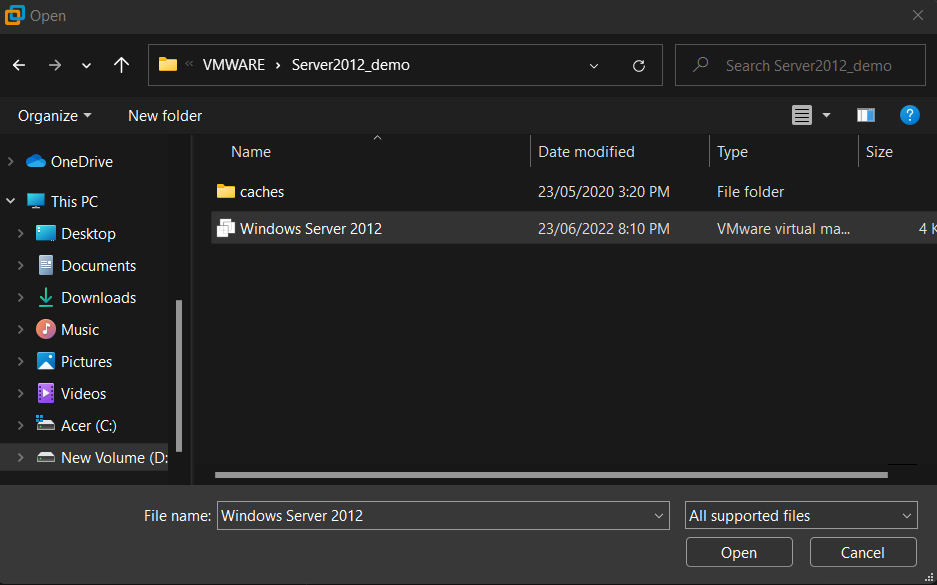 Open
« VMWARE › Server2012_demo
Search Server2012_demo
Organize New folder
?
Name Date modified Type Size
caches 23/05/2020 3:20 PM File folder
Windows Server 2012 23/06/2022 8:10 PM VMware virtual ma... 4 K
OneDrive
This PC
Desktop
Documents
Downloads
Music
Pictures
Videos
Acer (C:)
New Volume (D:
File name: Windows Server 2012 All supported files
Open Cancel